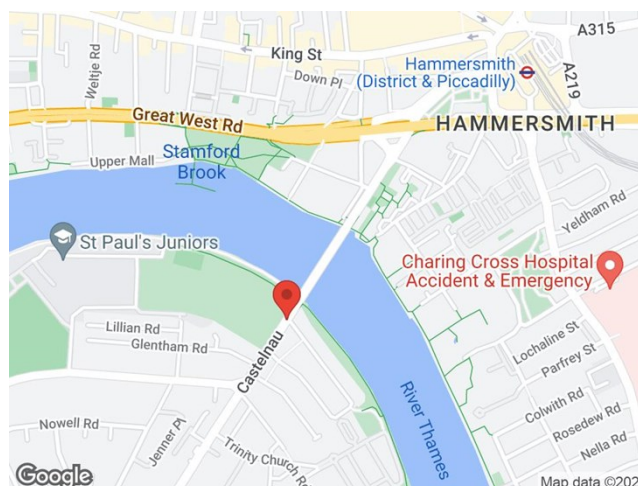 King St
A315
Weltje Rd
Down Pl
Hammersmith
(District & Piccadilly)
A219
Great West Rd
HAMMERSMITH
Upper Mall
Stamford
Brook
Yeldham Rd
St Paul's Juniors
Charing Cross Hospital
Accident & Emergency
Lillian Rd
Glentham Rd
Castelnau
Lochaline St
Parfrey St
River Thames
Colwith Rd
Rosedew Rd
Nella Rd
Nowell Rd
Jenner Pl
Trinity Church Rd
Google
Map data ©202